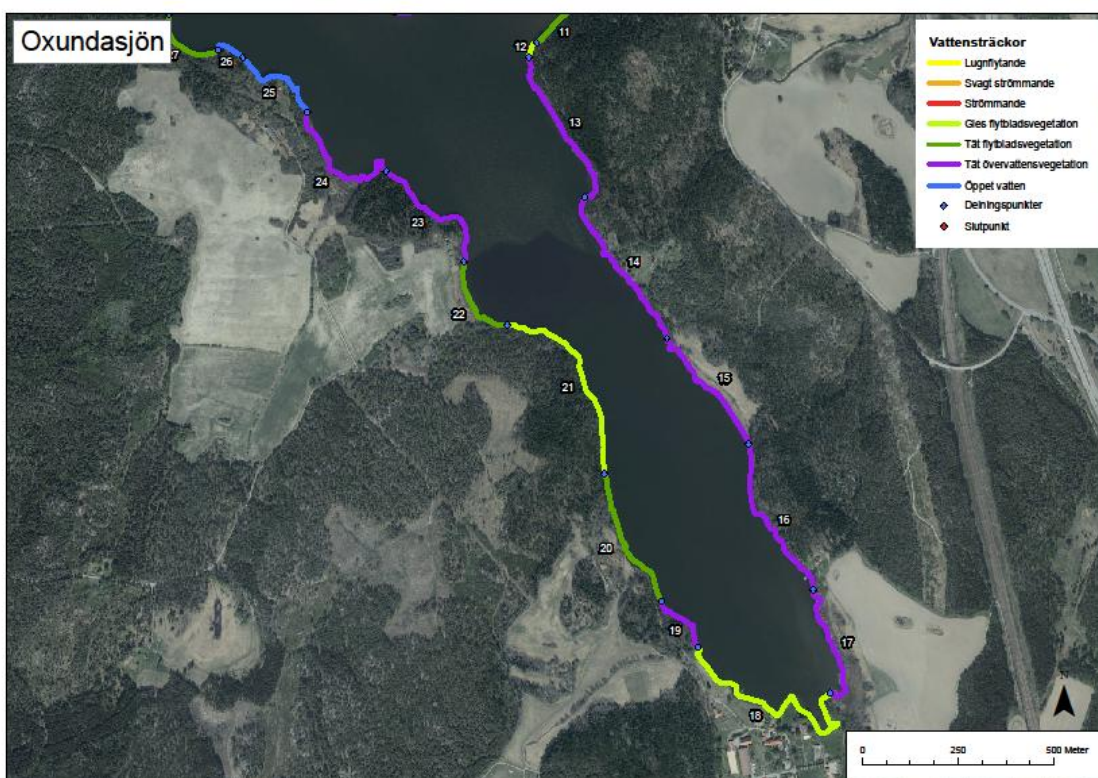 Oxundasjön
Vattensträckor
Lugnflytande
Svagt strömmande
Strömmande
Gles flytbladsvegetation
Tät flytbladsvegetation
Tät övervattensvegetation
Öppet vatten
Delningspunkter
Slutpunkt
11
12
13
14
15
16
17
18
19
20
21
22
23
24
25
26
27
0 250 500 Meter